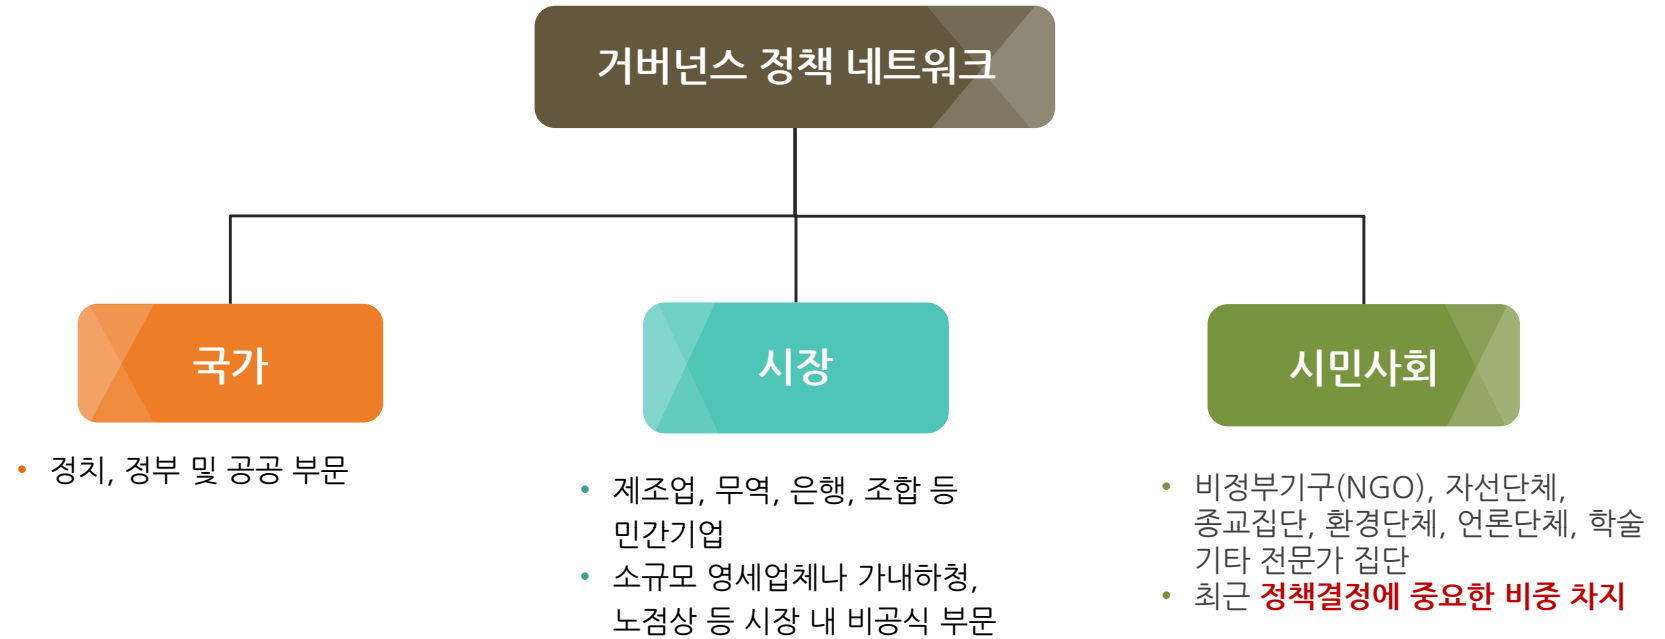 거버넌스 정책 네트워크
국가
• 정치, 정부 및 공공 부문
시장
• 제조업, 무역, 은행, 조합 등
민간기업
• 소규모 영세업체나 가내하청,
노점상 등 시장 내 비공식 부문
시민사회
• 비정부기구(NGO), 자선단체,
종교집단, 환경단체, 언론단체, 학술
기타 전문가 집단
• 최근 정책결정에 중요한 비중 차지